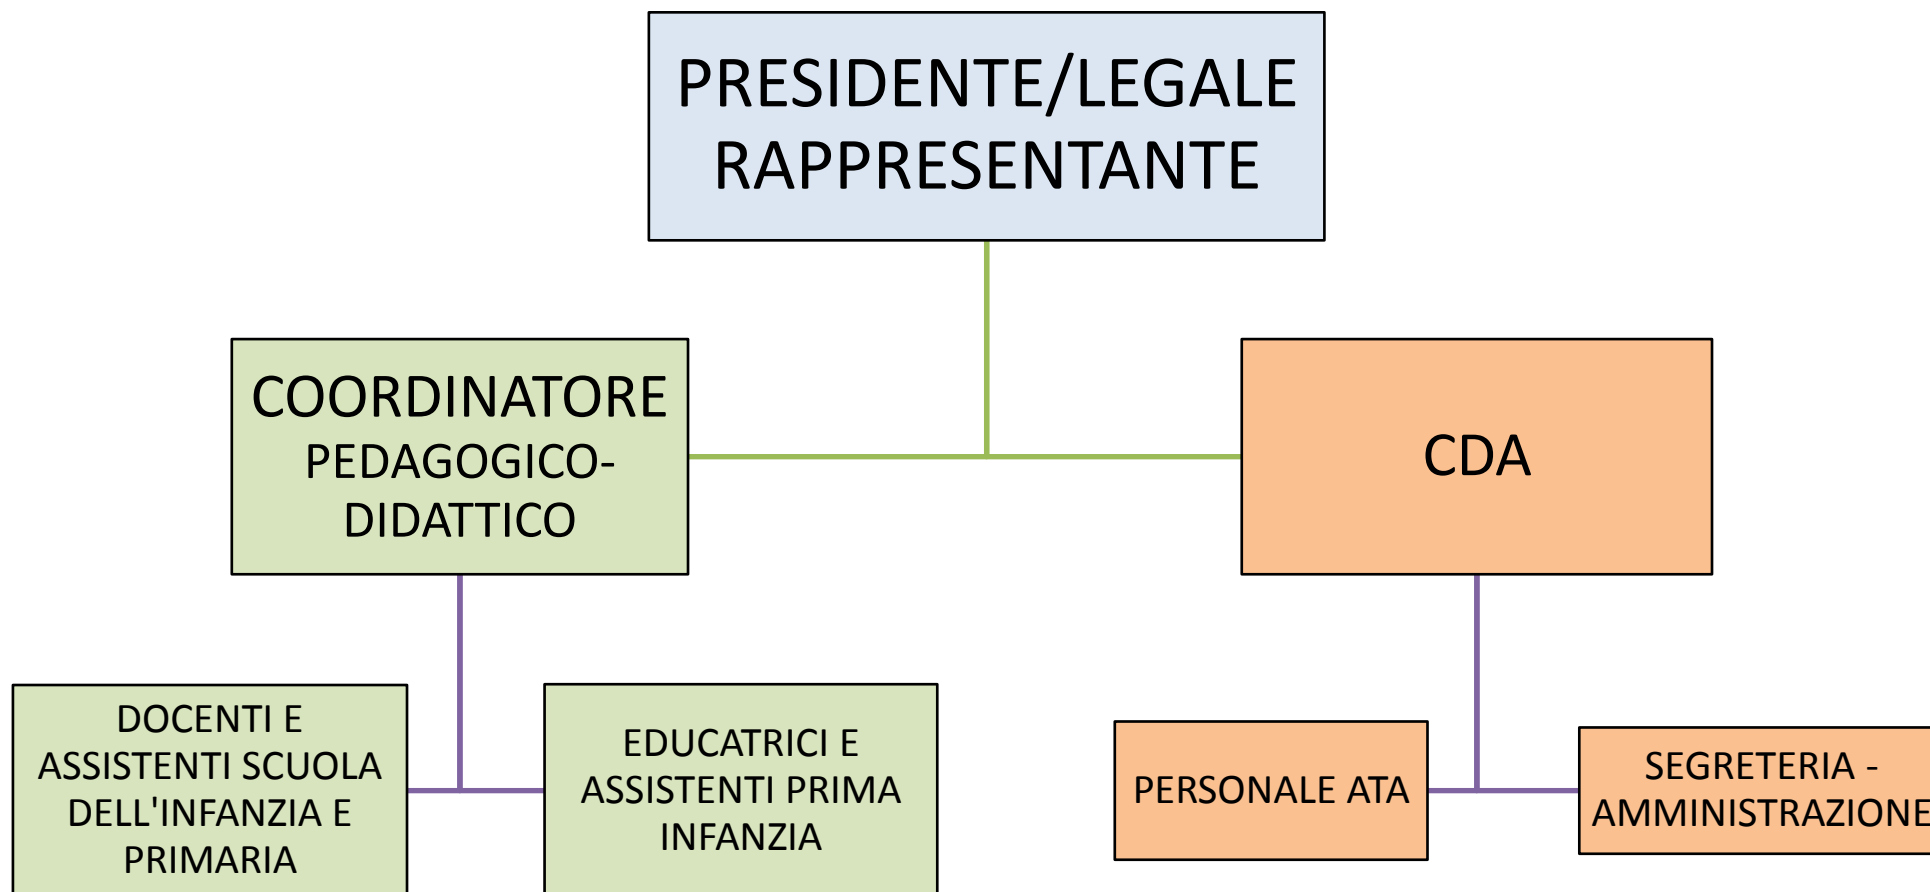 PRESIDENTE/LEGALE
RAPPRESENTANTE
COORDINATORE
PEDAGOGICO-
DIDATTICO
CDA
DOCENTI E
ASSISTENTI SCUOLA
DELL'INFANZIA E
PRIMARIA
EDUCATRICI E
ASSISTENTI PRIMA
INFANZIA
PERSONALE ATA
SEGRETERIA -
AMMINISTRAZIONE